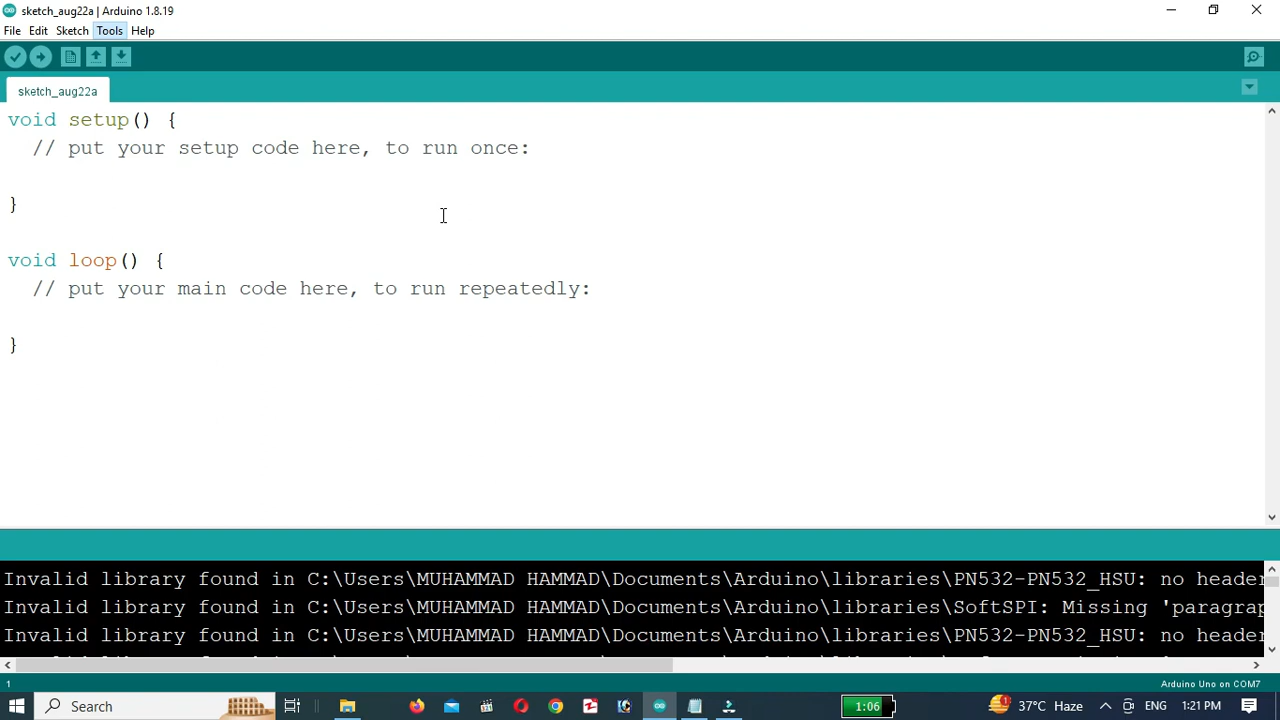 sketch_aug22a | Arduino 1.8.19
File Edit Sketch Tools Help
sketch_aug22a
void setup() {
// put your setup code here, to run once:
}
void loop() {
// put your main code here, to run repeatedly:
}
Invalid library found in C:\Users\MUHAMMAD HAMMAD\Documents\Arduino\libraries\PN532-PN532_HSU: no header
Invalid library found in C:\Users\MUHAMMAD HAMMAD\Documents\Arduino\libraries\SoftSPI: Missing 'paragrap
Invalid library found in C:\Users\MUHAMMAD HAMMAD\Documents\Arduino\libraries\PN532-PN532_HSU: no header
1 Arduino Uno on COM7
Search 1:06 37°C Haze ENG 1:21 PM